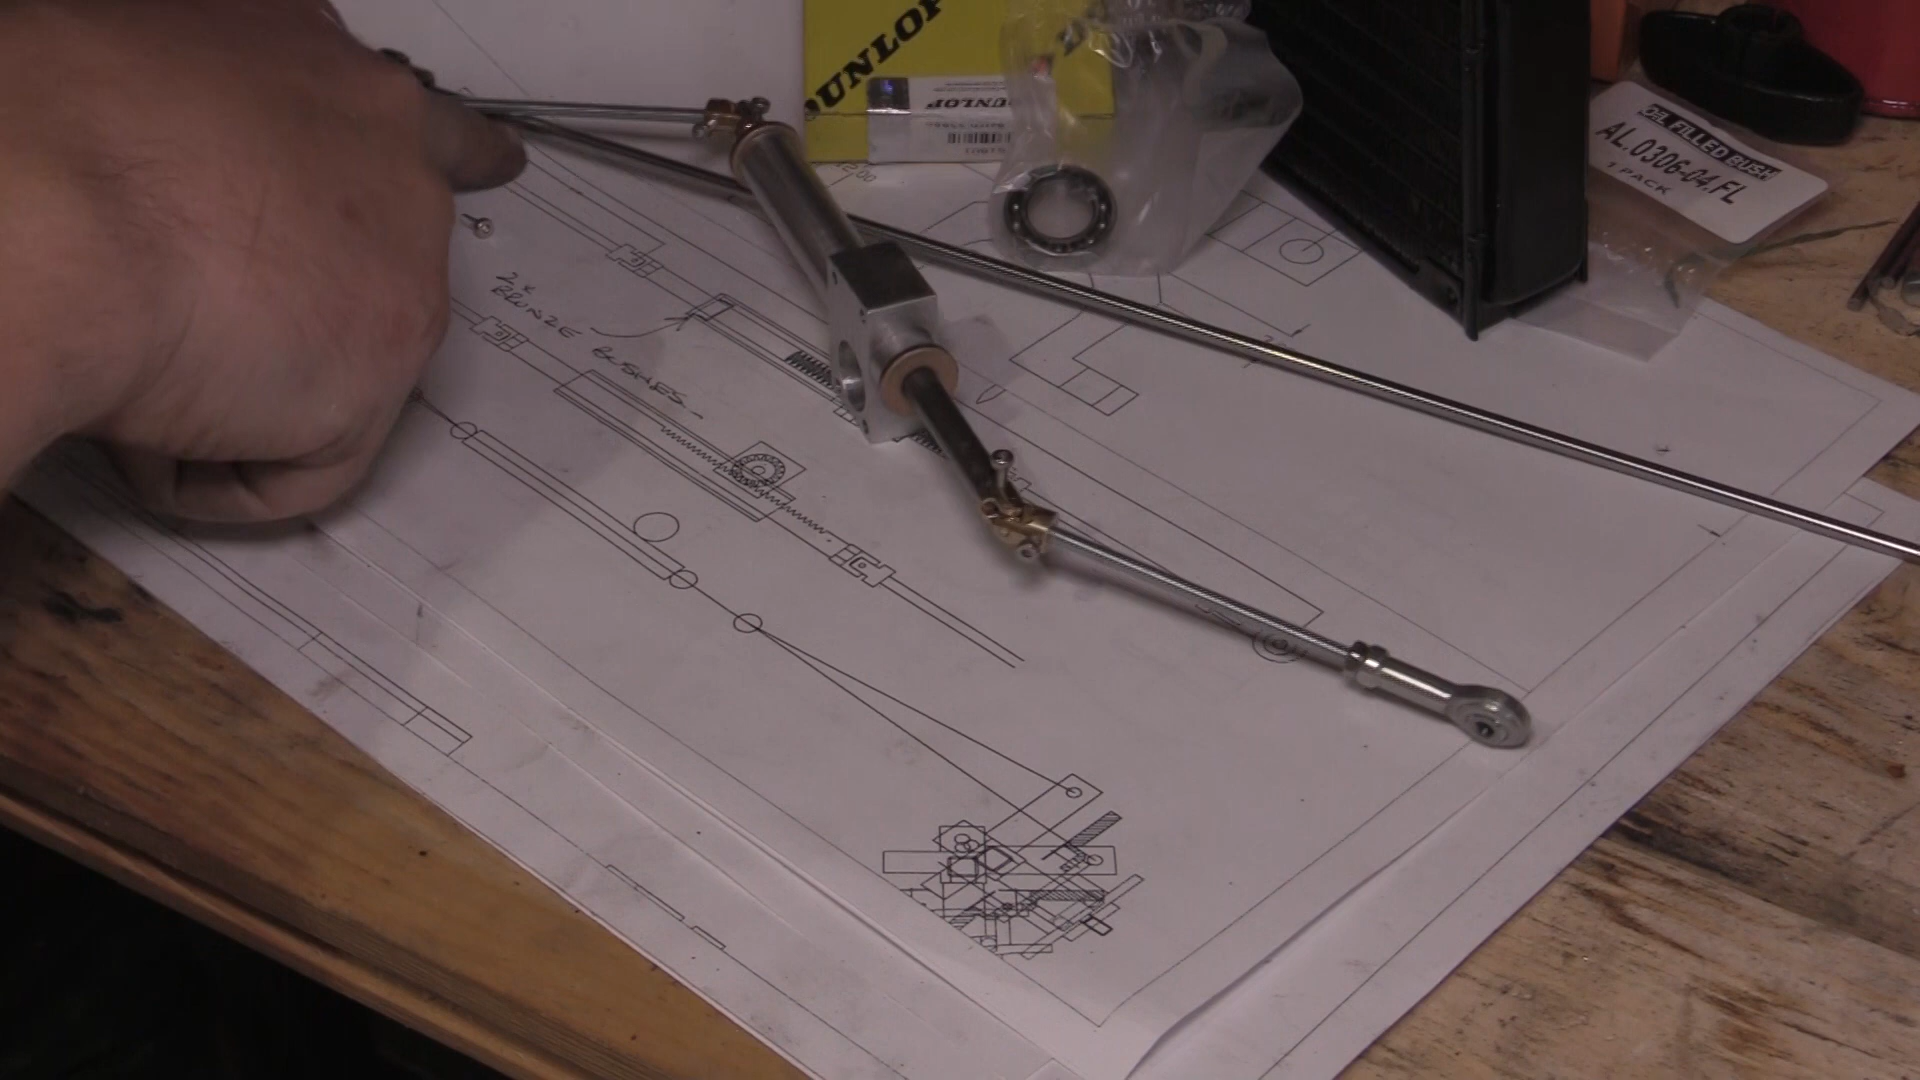 DUNLOP
DUNLOP
OIL FILLED BUSH
AL.0306-04.FL
1 PACK
2x
BRONZE BUSHES